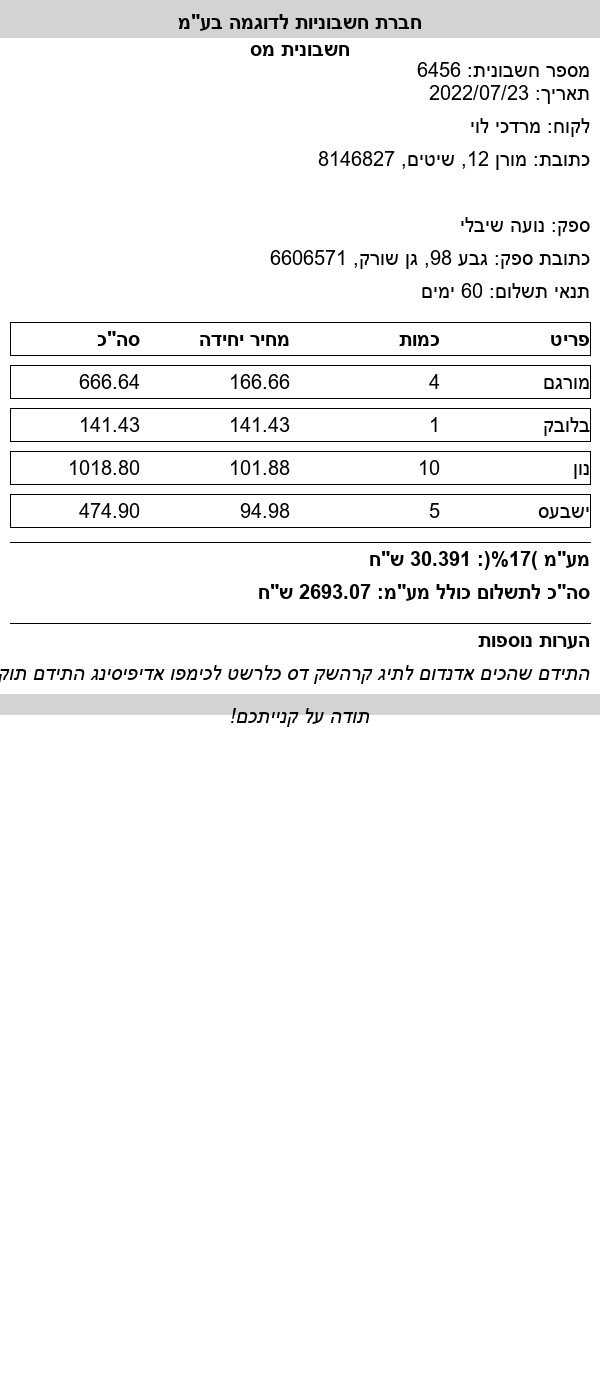 חברת חשבוניות לדוגמה בע"מ
חשבונית מס
מספר חשבונית: 6456
תאריך: 2022/07/23
לקוח: מרדכי לוי
כתובת: מורן 12, שיטים, 8146827
ספק: נועה שיבלי
כתובת ספק: גבע 98, גן שורק, 6606571
תנאי תשלום: 60 ימים
פריט כמות מחיר יחידה סה"כ
מורגם 4 166.66 666.64
בלובק 1 141.43 141.43
נון 10 101.88 1018.80
ישבעס 5 94.98 474.90
מע"מ )17%(: 30.391 ש"ח
סה"כ לתשלום כולל מע"מ: 2693.07 ש"ח
הערות נוספות
התידם שהכים אדנדום לתיג קרהשק דס כלרשט לכימפו אדיפיסינג התידם תוק
תודה על קנייתכם!